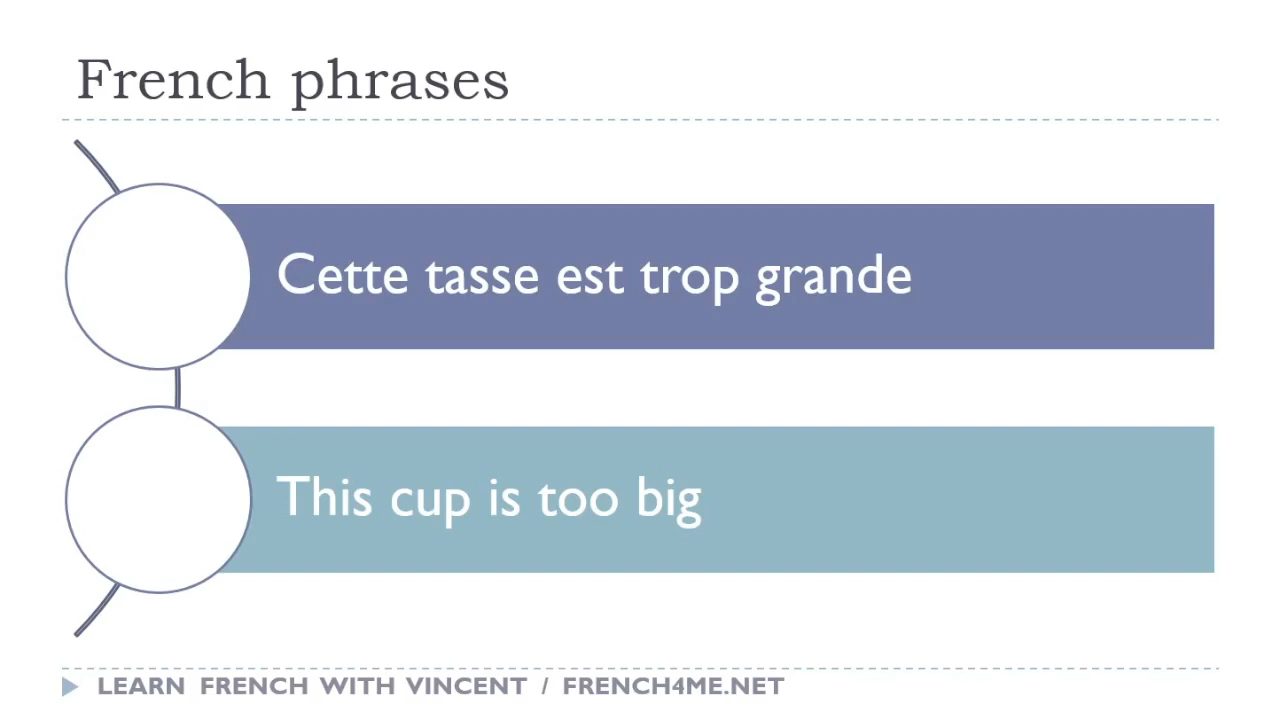 French phrases
Cette tasse est trop grande
This cup is too big
LEARN FRENCH WITH VINCENT / FRENCH4ME.NET